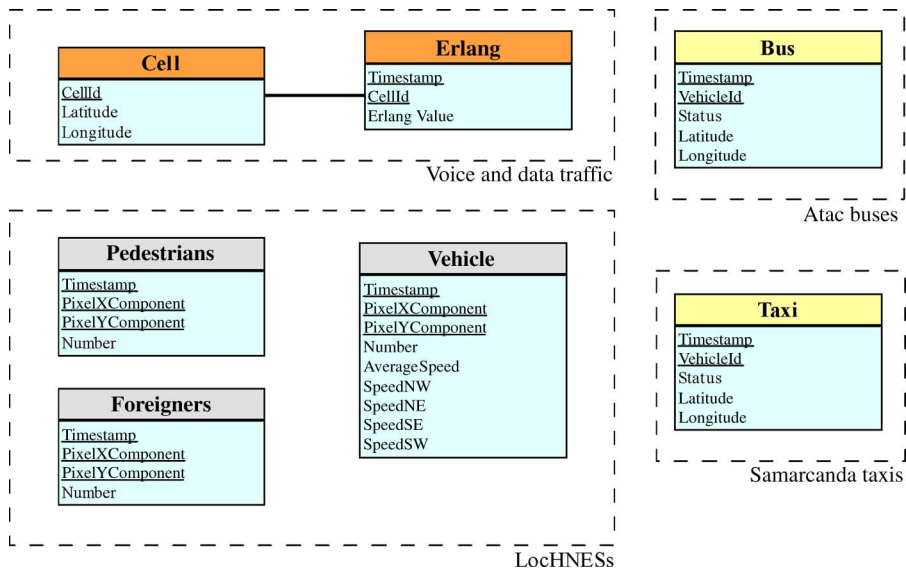 Cell
CellId
Latitude
Longitude
Erlang
Timestamp
CellId
Erlang Value
Voice and data traffic
Bus
Timestamp
VehicleId
Status
Latitude
Longitude
Atac buses
Pedestrians
Timestamp
PixelXComponent
PixelYComponent
Number
Foreigners
Timestamp
PixelXComponent
PixelYComponent
Number
Vehicle
Timestamp
PixelXComponent
PixelYComponent
Number
AverageSpeed
SpeedNW
SpeedNE
SpeedSE
SpeedSW
LocHNESs
Taxi
Timestamp
VehicleId
Status
Latitude
Longitude
Samarcanda taxis